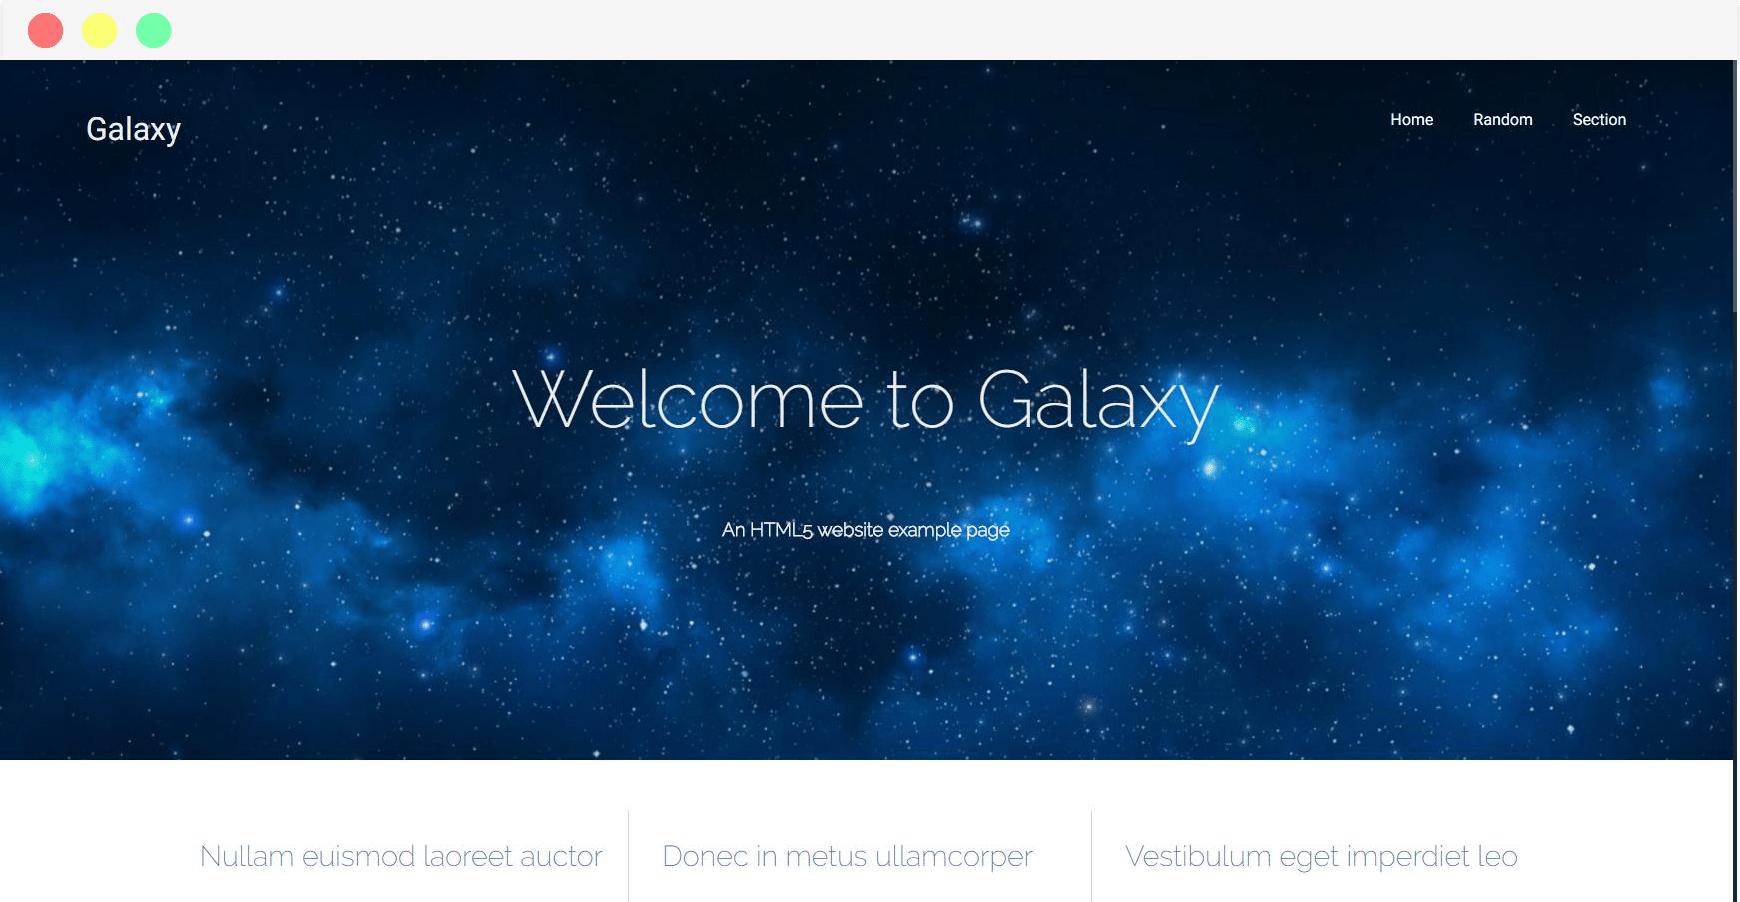 Galaxy
Home Random Section
Welcome to Galaxy
An HTML5 website example page
Nullam euismod laoreet auctor
Donec in metus ullamcorper
Vestibulum eget imperdiet leo